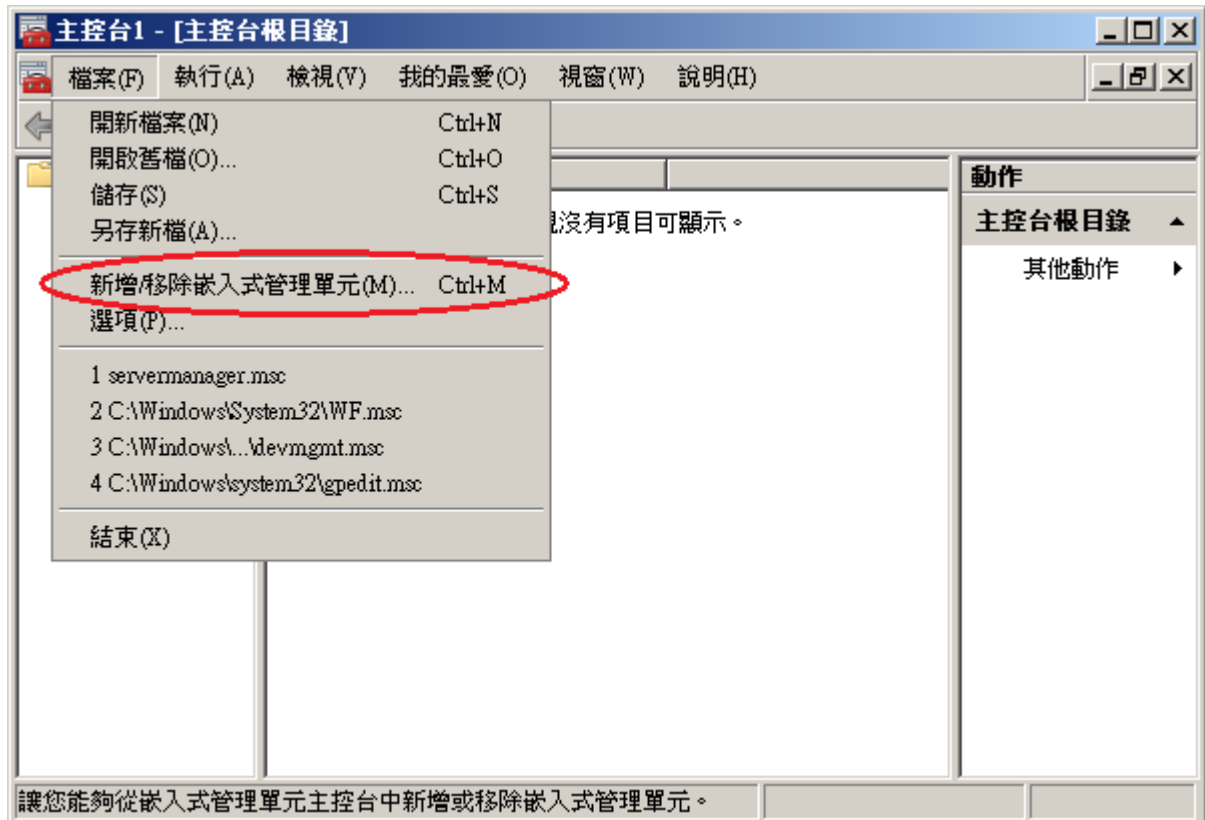 主控台1 - [主控台根目錄]
檔案(F) 執行(A) 檢視(V) 我的最愛(O) 視窗(W) 說明(H)
開新檔案(N) Ctrl+N
開啟舊檔(O)... Ctrl+O
儲存(S) Ctrl+S
另存新檔(A)...
新增/移除嵌入式管理單元(M)... Ctrl+M
選項(P)...
1 servermanager.msc
2 C:\Windows\System32\WF.msc
3 C:\Windows\...\devmgmt.msc
4 C:\Windows\system32\gpedit.msc
結束(X)
沒有項目可顯示。
動作
主控台根目錄
其他動作
讓您能夠從嵌入式管理單元主控台中新增或移除嵌入式管理單元。